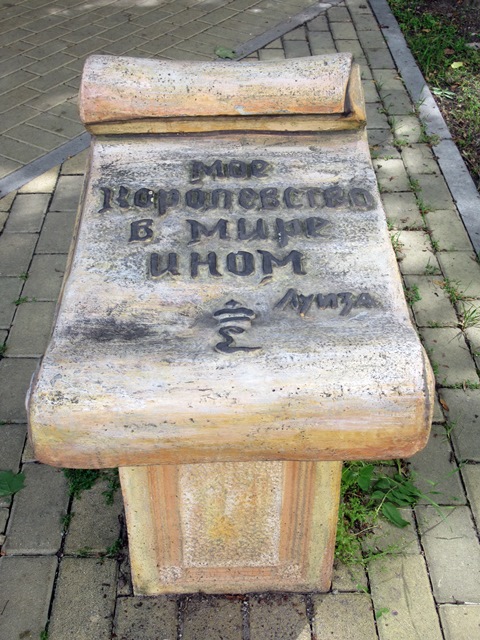 Мое
Королевство
в Мире
ином
Луиза